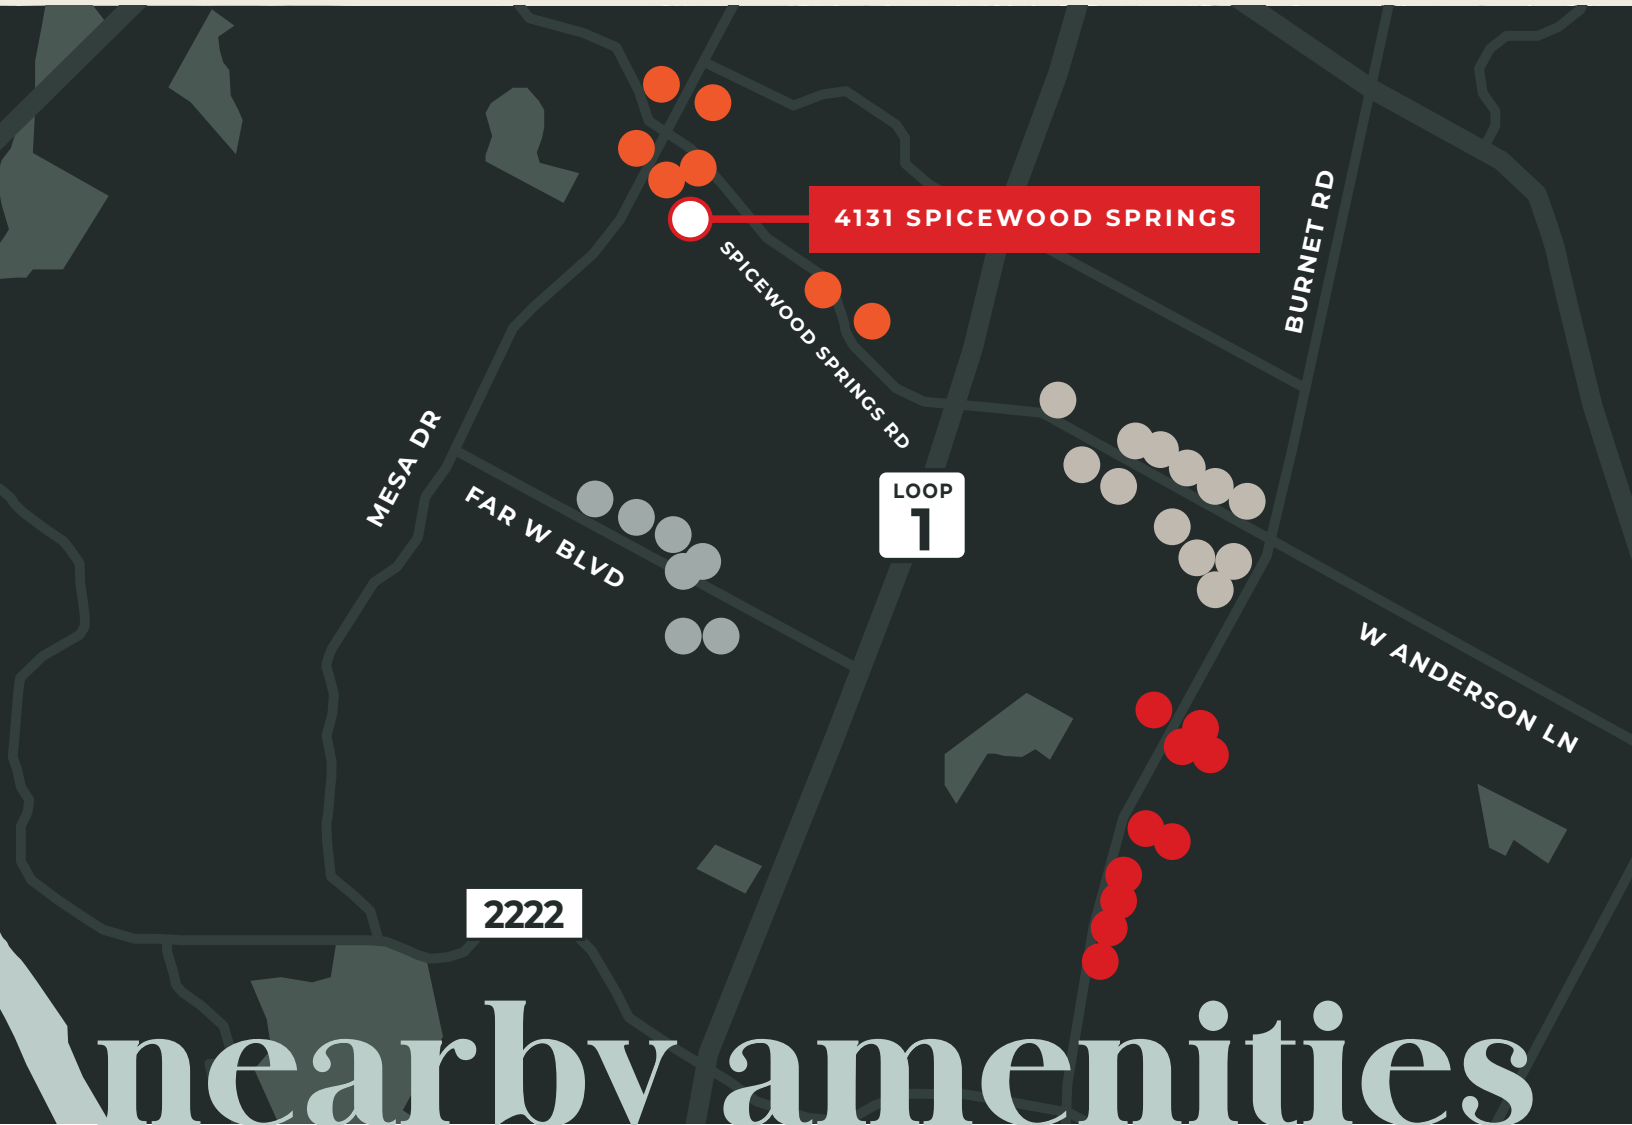 4131 SPICEWOOD SPRINGS
BURNET RD
SPICEWOOD SPRINGS RD
MESA DR
FAR W BLVD
LOOP
1
W ANDERSON LN
2222
nearby amenities